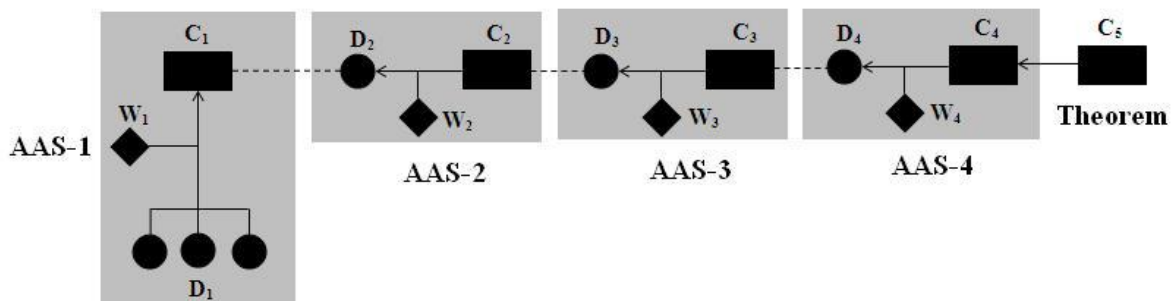 C₁
D₂
C₂
D₃
C₃
D₄
C₄
C₅
W₁
W₂
W₃
W₄
Theorem
AAS-1
AAS-2
AAS-3
AAS-4
D₁